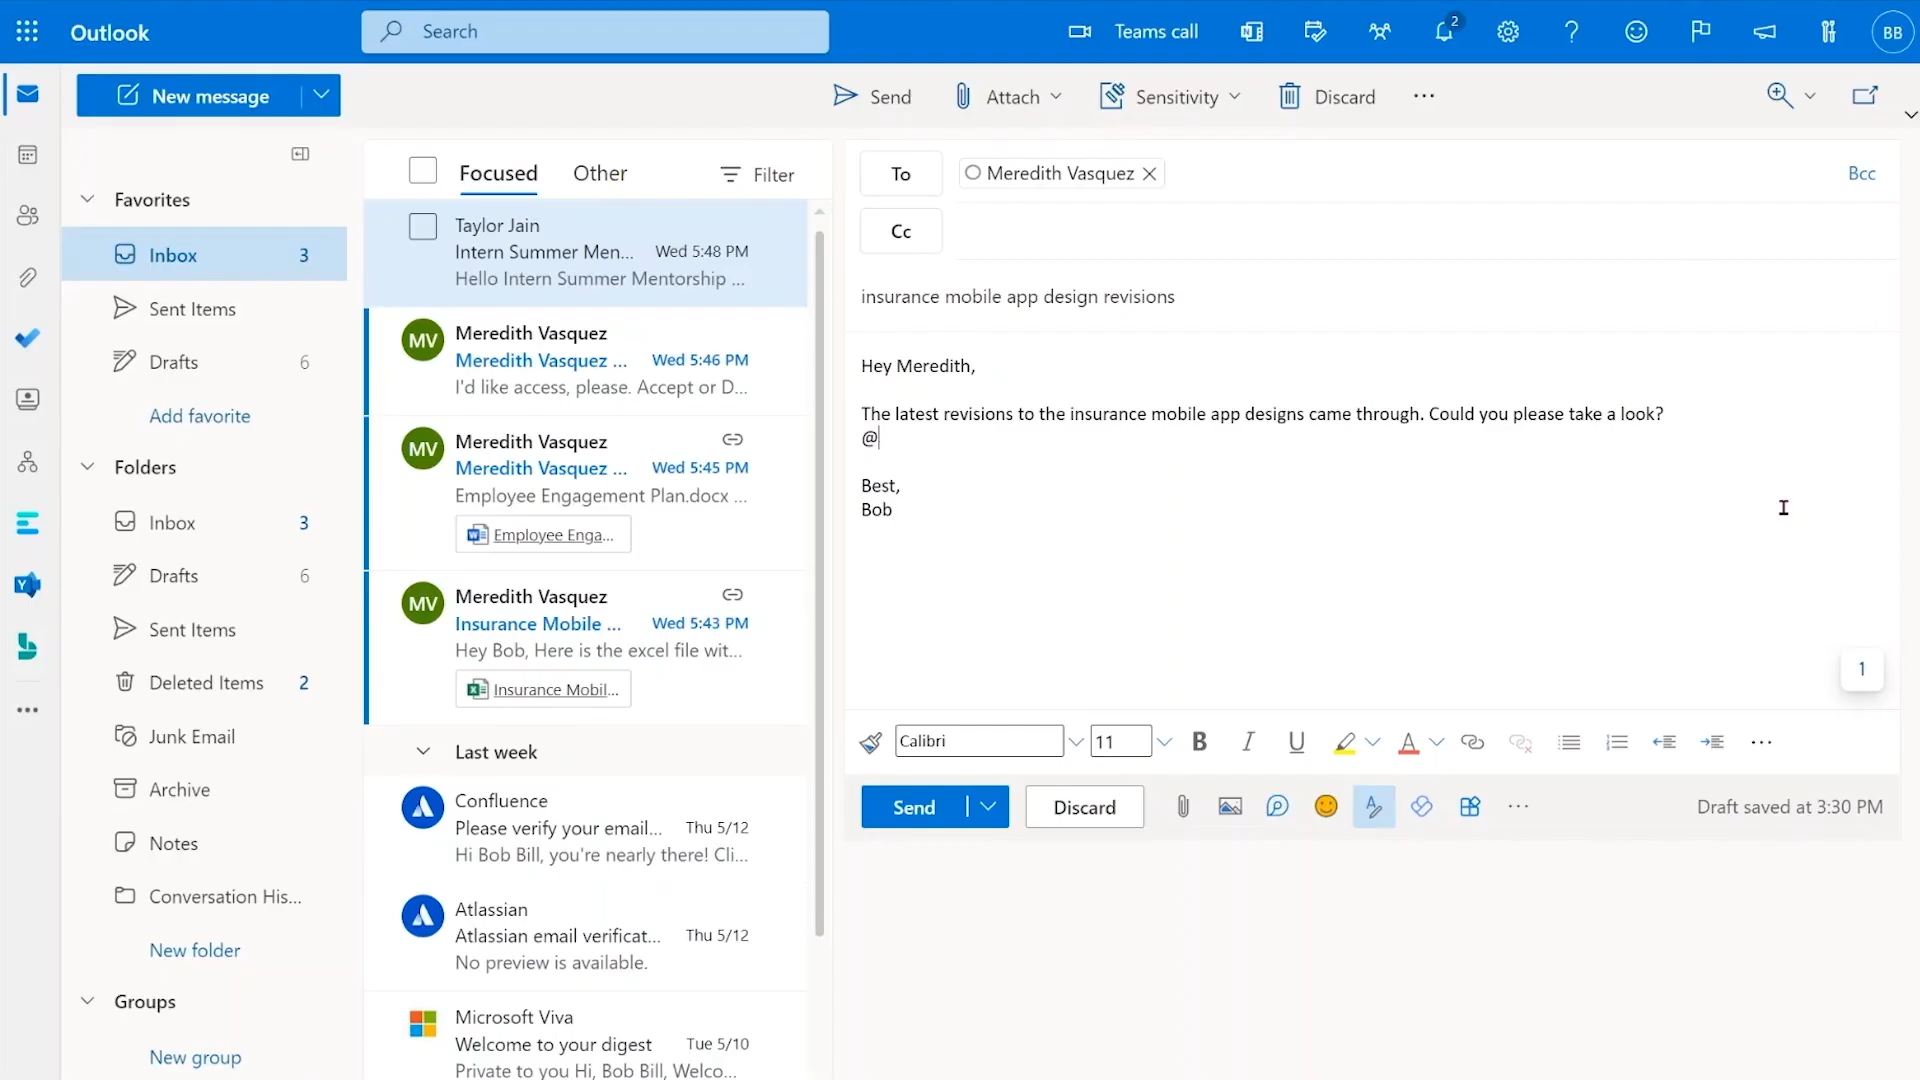 Outlook
Search
Teams call
2
BB
New message
Send
Attach
Sensitivity
Discard
Favorites
Inbox 3
Sent Items
Drafts 6
Add favorite
Folders
Inbox 3
Drafts 6
Sent Items
Deleted Items 2
Junk Email
Archive
Notes
Conversation His...
New folder
Groups
New group
Focused Other Filter
Taylor Jain
Intern Summer Men... Wed 5:48 PM
Hello Intern Summer Mentorship ...
MV
Meredith Vasquez
Meredith Vasquez ... Wed 5:46 PM
I'd like access, please. Accept or D...
MV
Meredith Vasquez
Meredith Vasquez ... Wed 5:45 PM
Employee Engagement Plan.docx ...
Employee Enga...
MV
Meredith Vasquez
Insurance Mobile ... Wed 5:43 PM
Hey Bob, Here is the excel file wit...
Insurance Mobil...
Last week
Confluence
Please verify your email... Thu 5/12
Hi Bob Bill, you're nearly there! Cli...
Atlassian
Atlassian email verificat... Thu 5/12
No preview is available.
Microsoft Viva
Welcome to your digest Tue 5/10
Private to you Hi, Bob Bill, Welco...
To Meredith Vasquez Bcc
Cc
insurance mobile app design revisions
Hey Meredith,
The latest revisions to the insurance mobile app designs came through. Could you please take a look?
@
Best,
Bob
1
Calibri 11 B I U A
Send Discard Draft saved at 3:30 PM